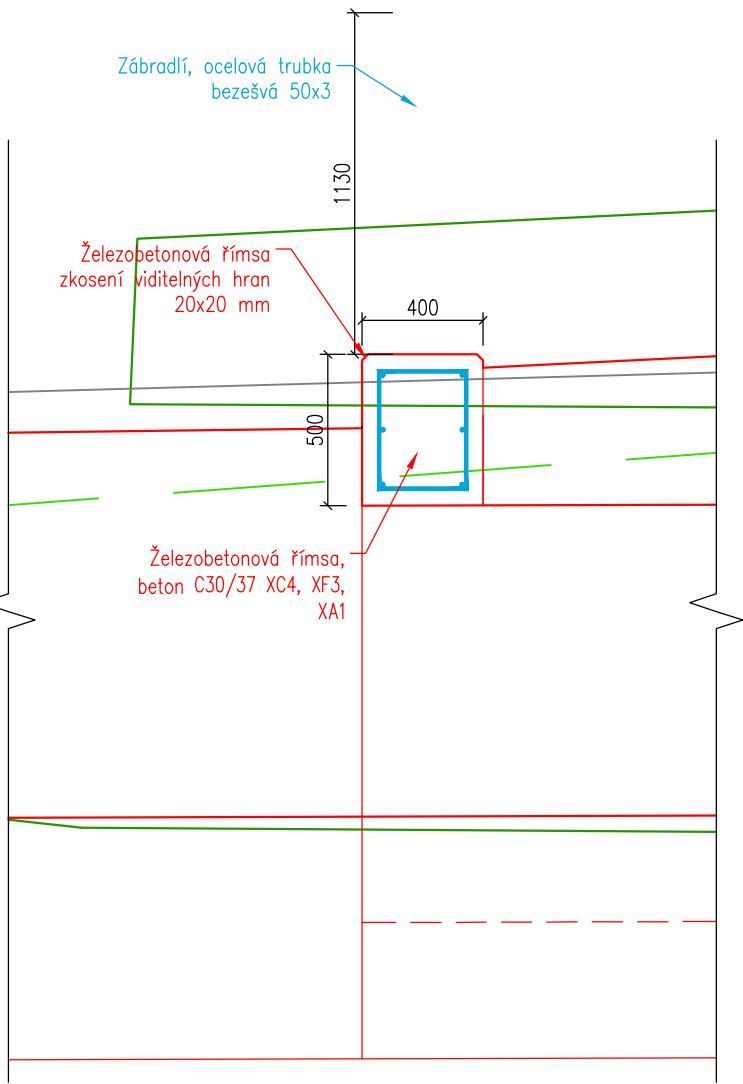 Zábradlí, ocelová trubka
bezešvá 50x3
1130
Železobetonová římsa
zkosení viditelných hran
20x20 mm
400
500
Železobetonová římsa,
beton C30/37 XC4, XF3,
XA1